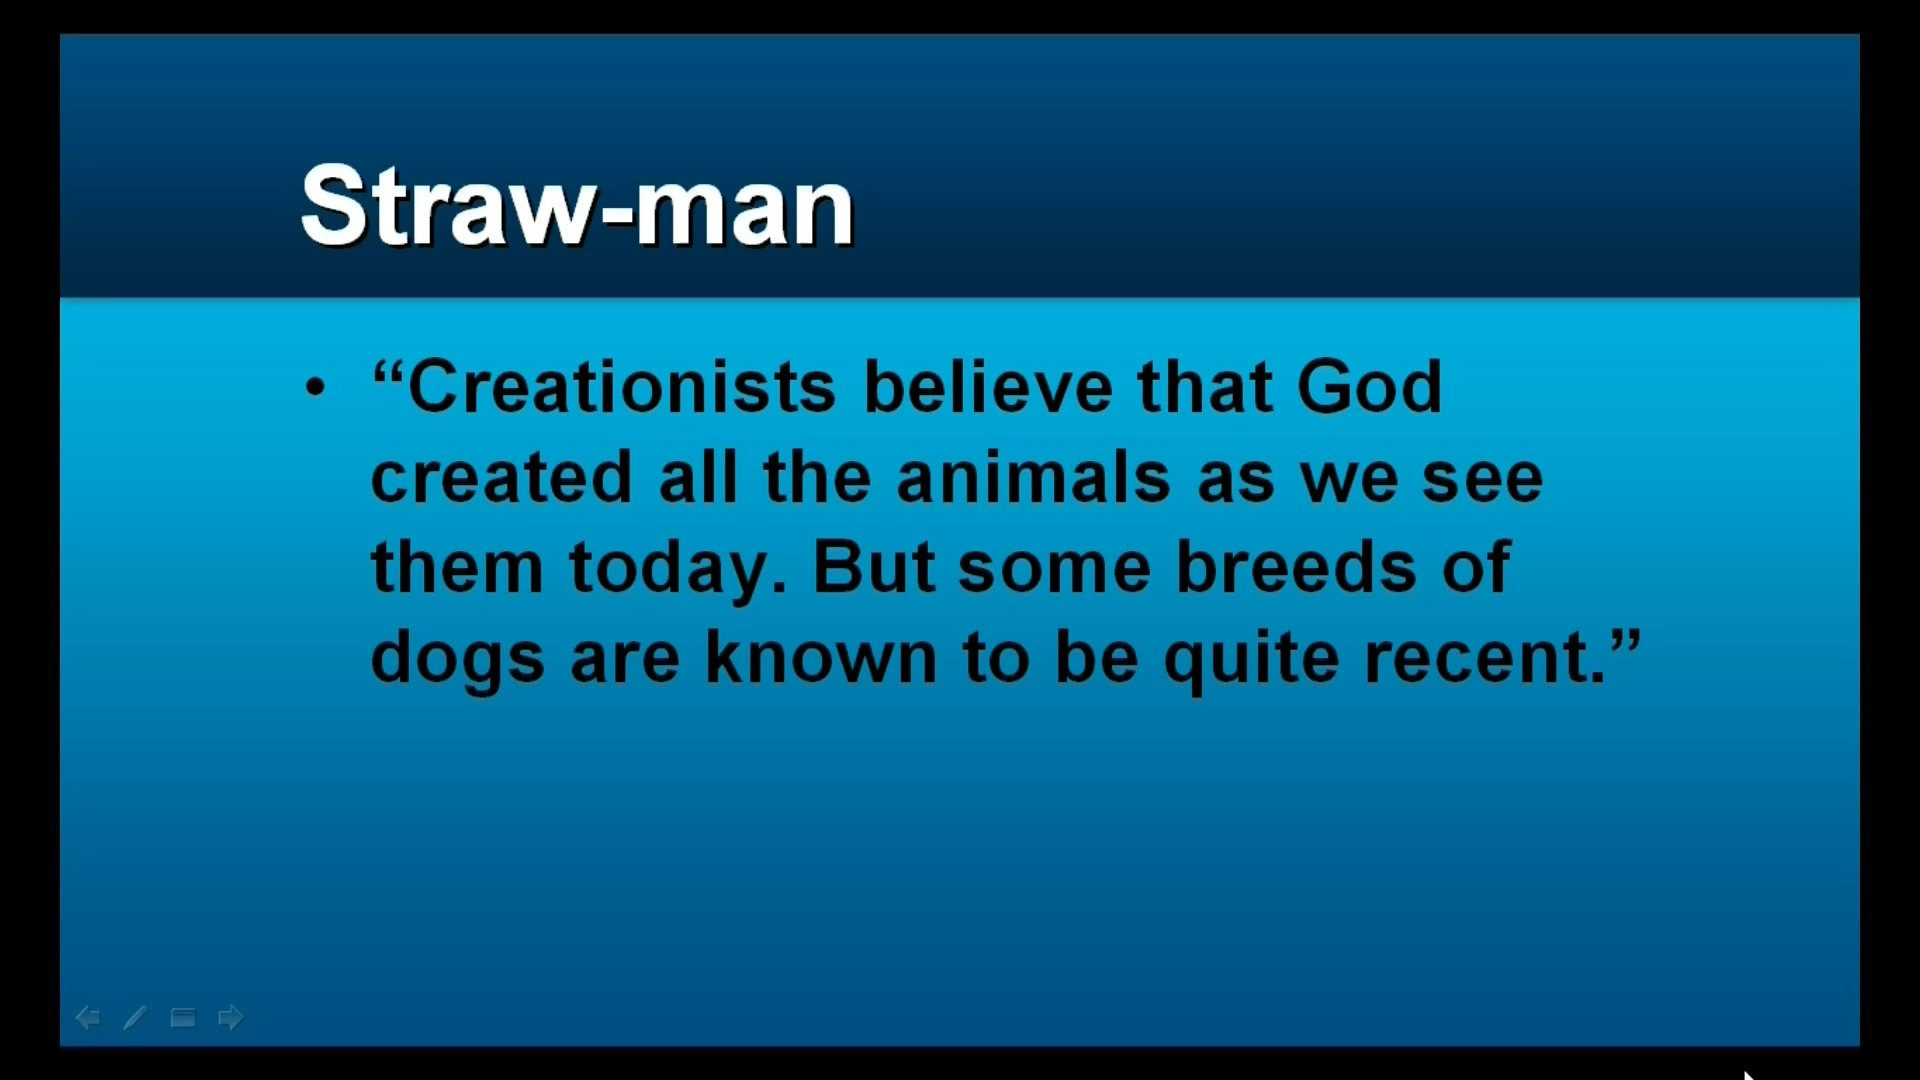 Straw-man
• “Creationists believe that God
created all the animals as we see
them today. But some breeds of
dogs are known to be quite recent.”